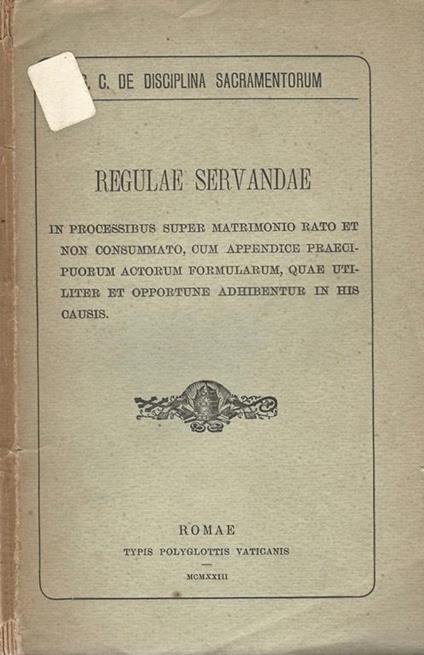 C. DE DISCIPLINA SACRAMENTORUM
REGULAE SERVANDAE
IN PROCESSIBUS SUPER MATRIMONIO RATO ET
NON CONSUMMATO, CUM APPENDICE PRAECI-
PUORUM ACTORUM FORMULARUM, QUAE UTI-
LITER ET OPPORTUNE ADHIBENTUR IN HIS
CAUSIS.
ROMAE
TYPIS POLYGLOTTIS VATICANIS
MCMXXIII